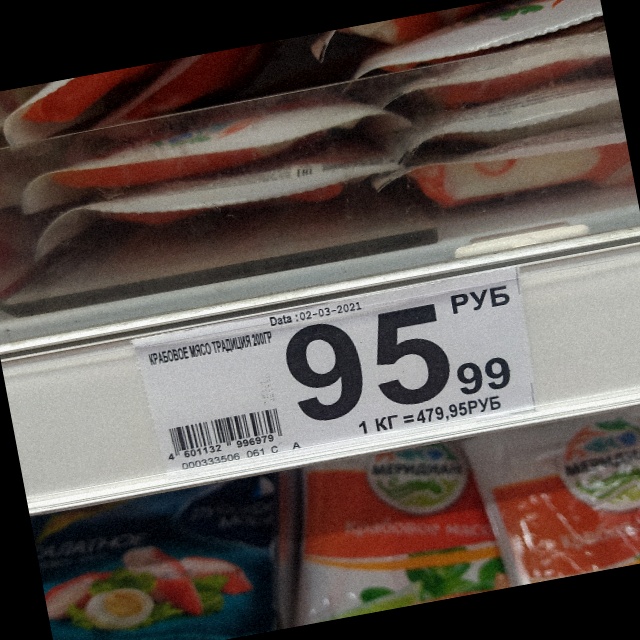 Data :02-03-2021
КРАБОВОЕ МЯСО ТРАДИЦИЯ 200ГР
95 99 РУБ
1 КГ =479,95РУБ
4 601132 996979
000333506 061 С А
МЕРИДИАН